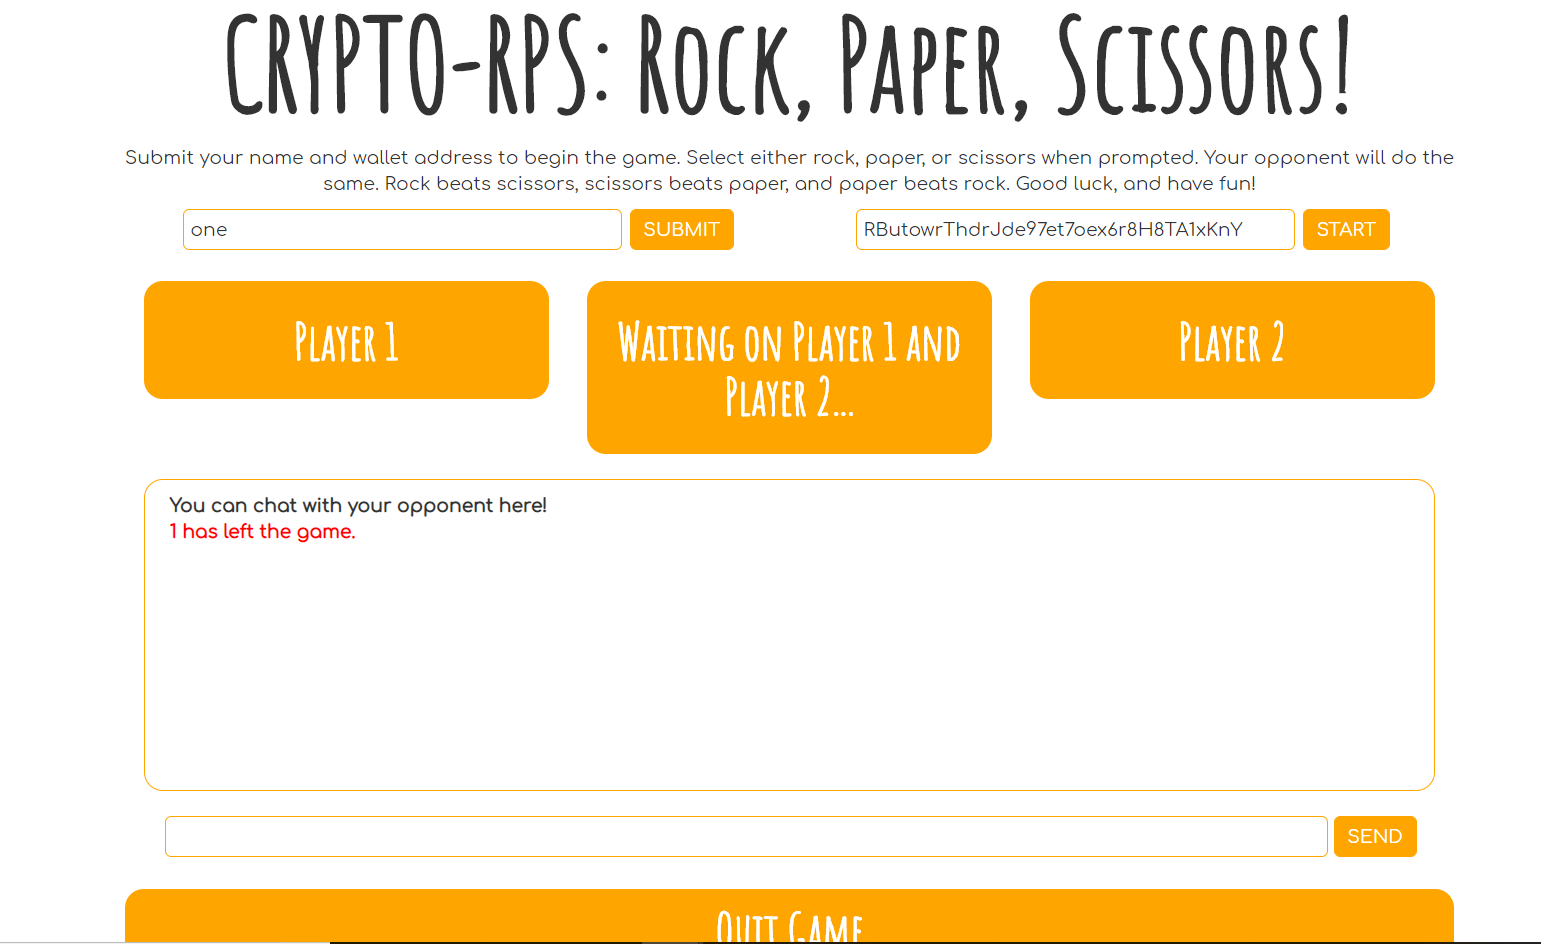 CRYPTO-RPS: Rock, Paper, Scissors!
Submit your name and wallet address to begin the game. Select either rock, paper, or scissors when prompted. Your opponent will do the
same. Rock beats scissors, scissors beats paper, and paper beats rock. Good luck, and have fun!
one
SUBMIT
RButowrThdrJde97et7oex6r8H8TA1xKnY
START
Player 1
Waiting on Player 1 and
Player 2...
Player 2
You can chat with your opponent here!
1 has left the game.
SEND
Quit Game